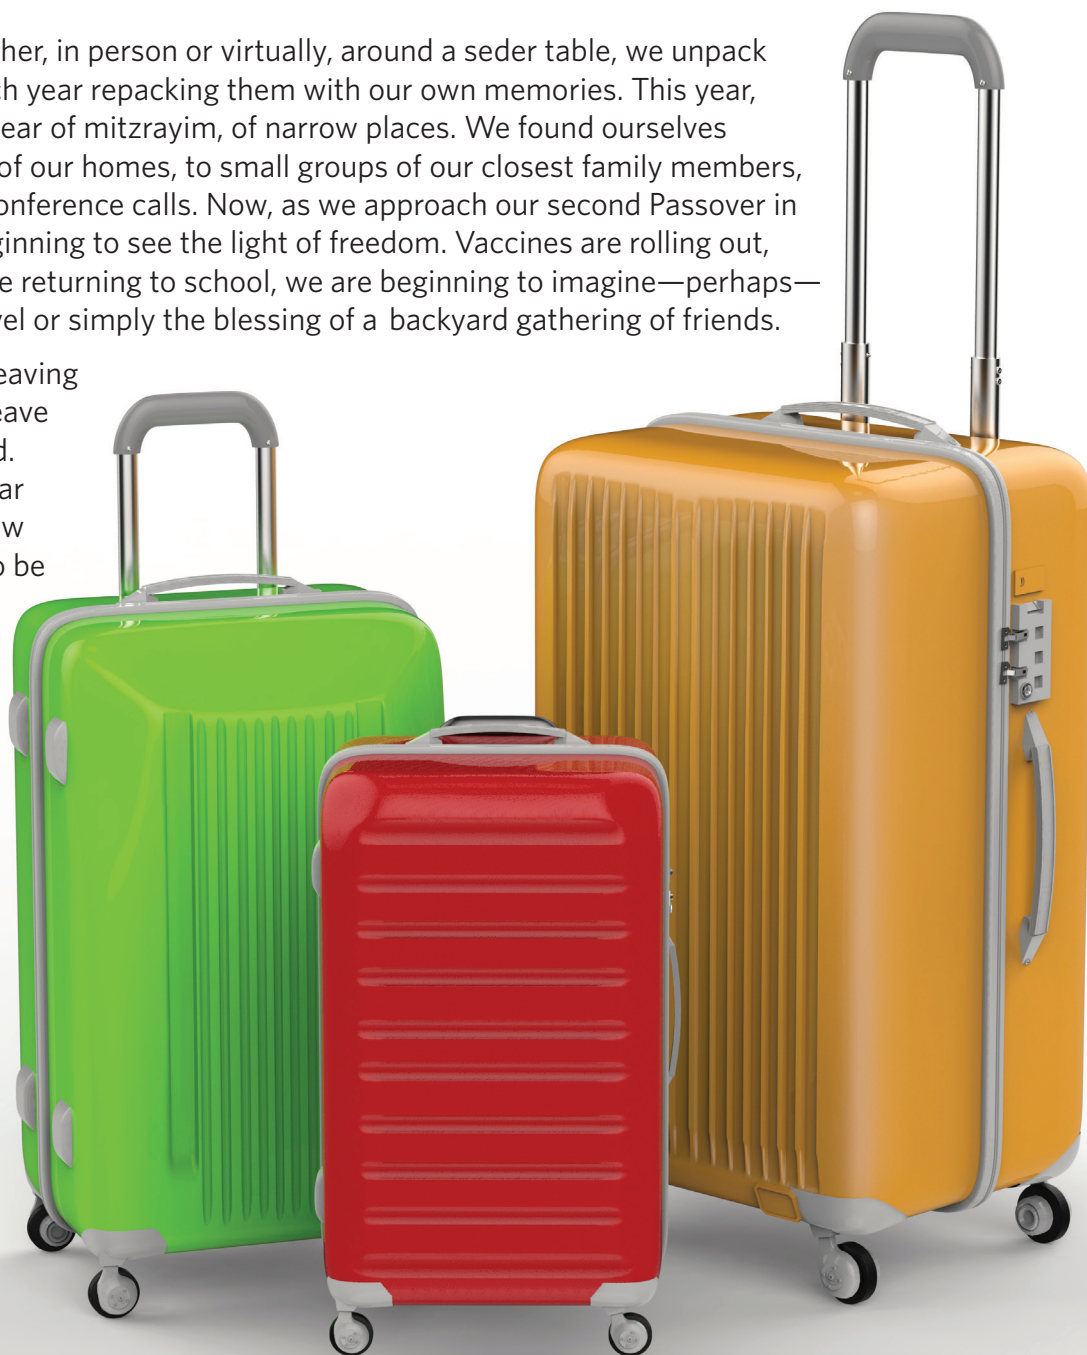 her, in person or virtually, around a seder table, we unpack
h year repacking them with our own memories. This year,
ear of mitzrayim, of narrow places. We found ourselves
of our homes, to small groups of our closest family members,
onference calls. Now, as we approach our second Passover in
ginning to see the light of freedom. Vaccines are rolling out,
e returning to school, we are beginning to imagine—perhaps—
vel or simply the blessing of a backyard gathering of friends.
eaving
eave
d.
ar
w
o be